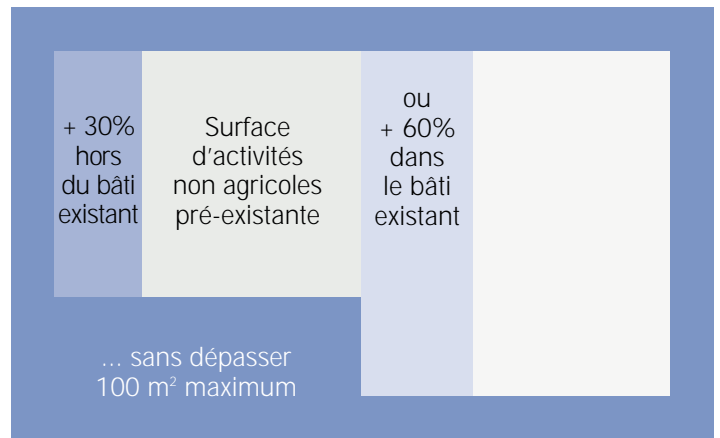 + 30%
hors
du bâti
existant
Surface
d'activités
non agricoles
pré-existante
ou
+ 60%
dans
le bâti
existant
... sans dépasser
100 m² maximum